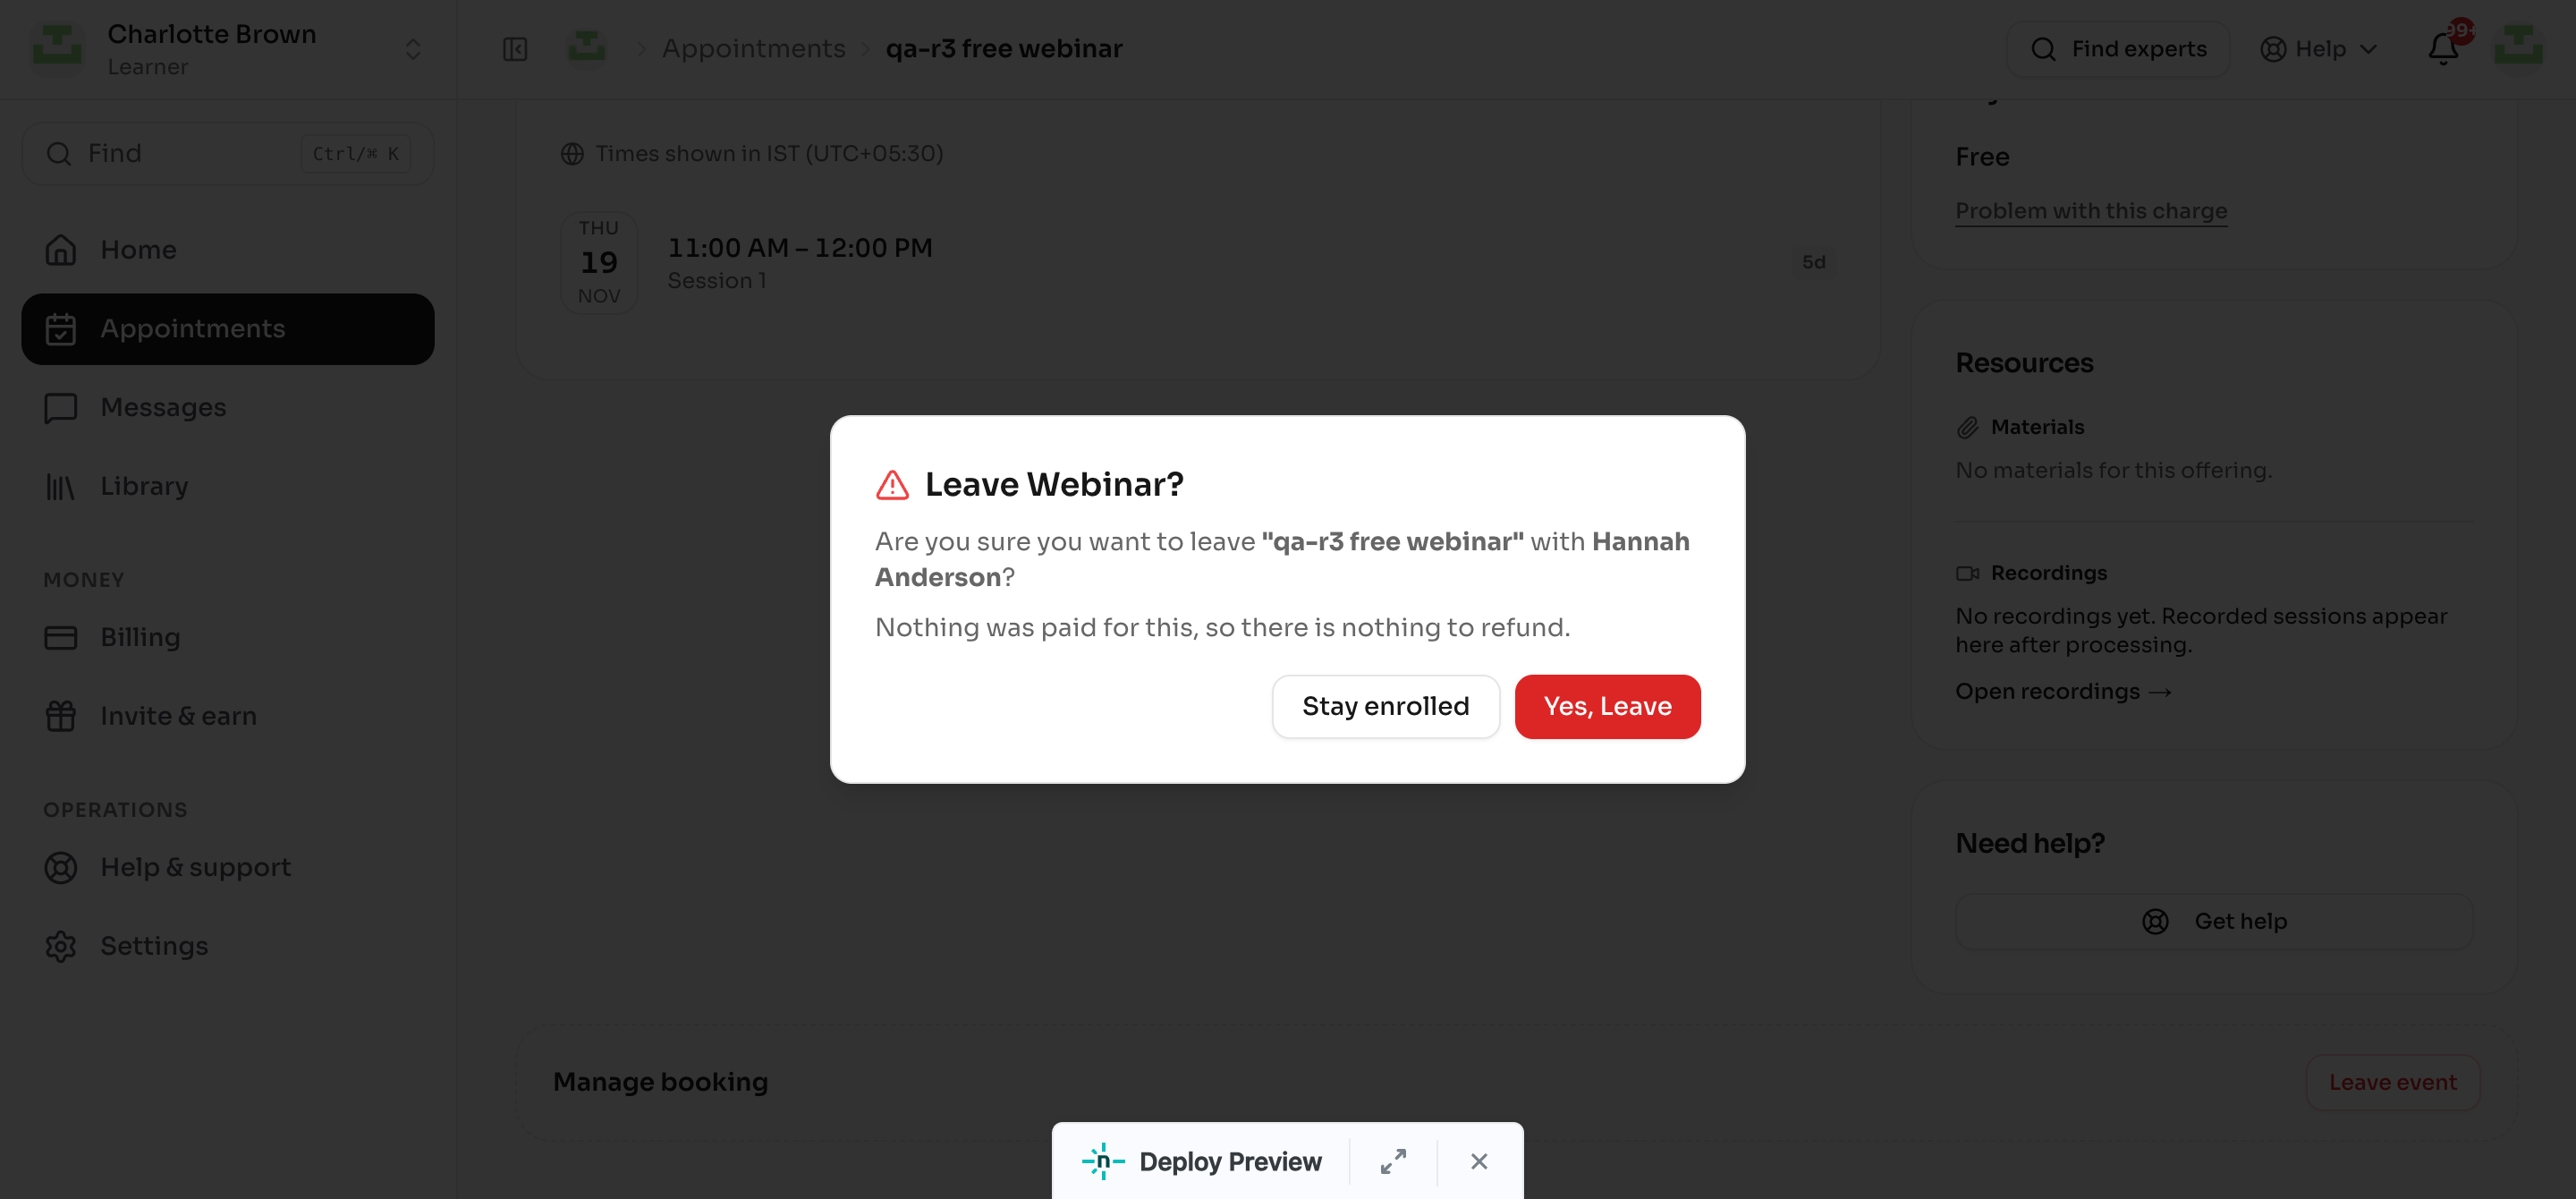 Charlotte Brown
Learner
Appointments
qa-r3 free webinar
Find experts
Help
99+
Find
Ctrl/⌘ K
Home
Appointments
Messages
Library
MONEY
Billing
Invite & earn
OPERATIONS
Help & support
Settings
Times shown in IST (UTC+05:30)
THU
19
NOV
11:00 AM – 12:00 PM
Session 1
5d
Free
Problem with this charge
Resources
Materials
No materials for this offering.
Recordings
No recordings yet. Recorded sessions appear
here after processing.
Open recordings →
Need help?
Get help
Leave Webinar?
Are you sure you want to leave "qa-r3 free webinar" with Hannah
Anderson?
Nothing was paid for this, so there is nothing to refund.
Stay enrolled
Yes, Leave
Manage booking
Leave event
n
Deploy Preview